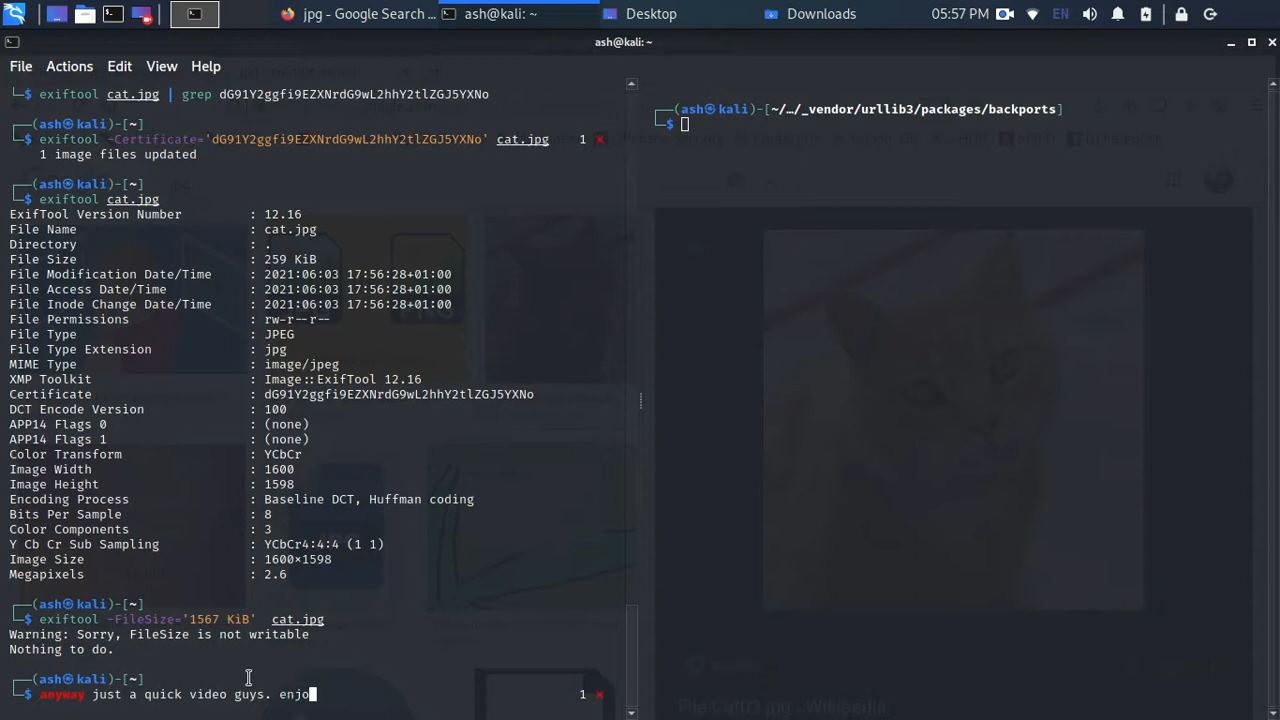 jpg - Google Search ...
ash@kali: ~
Desktop
Downloads
05:57 PM
EN
ash@kali: ~
File Actions Edit View Help
└─$ exiftool cat.jpg | grep dG91Y2ggfi9EZXNrdG9wL2hhY2tlZGJ5YXNo
┌──(ash㉿kali)-[~]
└─$ exiftool -Certificate='dG91Y2ggfi9EZXNrdG9wL2hhY2tlZGJ5YXNo' cat.jpg 1 ⨯
1 image files updated
┌──(ash㉿kali)-[~]
└─$ exiftool cat.jpg
ExifTool Version Number : 12.16
File Name : cat.jpg
Directory : .
File Size : 259 KiB
File Modification Date/Time : 2021:06:03 17:56:28+01:00
File Access Date/Time : 2021:06:03 17:56:28+01:00
File Inode Change Date/Time : 2021:06:03 17:56:28+01:00
File Permissions : rw-r--r--
File Type : JPEG
File Type Extension : jpg
MIME Type : image/jpeg
XMP Toolkit : Image::ExifTool 12.16
Certificate : dG91Y2ggfi9EZXNrdG9wL2hhY2tlZGJ5YXNo
DCT Encode Version : 100
APP14 Flags 0 : (none)
APP14 Flags 1 : (none)
Color Transform : YCbCr
Image Width : 1600
Image Height : 1598
Encoding Process : Baseline DCT, Huffman coding
Bits Per Sample : 8
Color Components : 3
Y Cb Cr Sub Sampling : YCbCr4:4:4 (1 1)
Image Size : 1600×1598
Megapixels : 2.6
┌──(ash㉿kali)-[~]
└─$ exiftool -FileSize='1567 KiB' cat.jpg
Warning: Sorry, FileSize is not writable
Nothing to do.
┌──(ash㉿kali)-[~]
└─$ anyway just a quick video guys. enjo 1 ⨯
┌──(ash㉿kali)-[~/…/_vendor/urllib3/packages/backports]
└─$
File:Cat03.jpg - Wikipedia